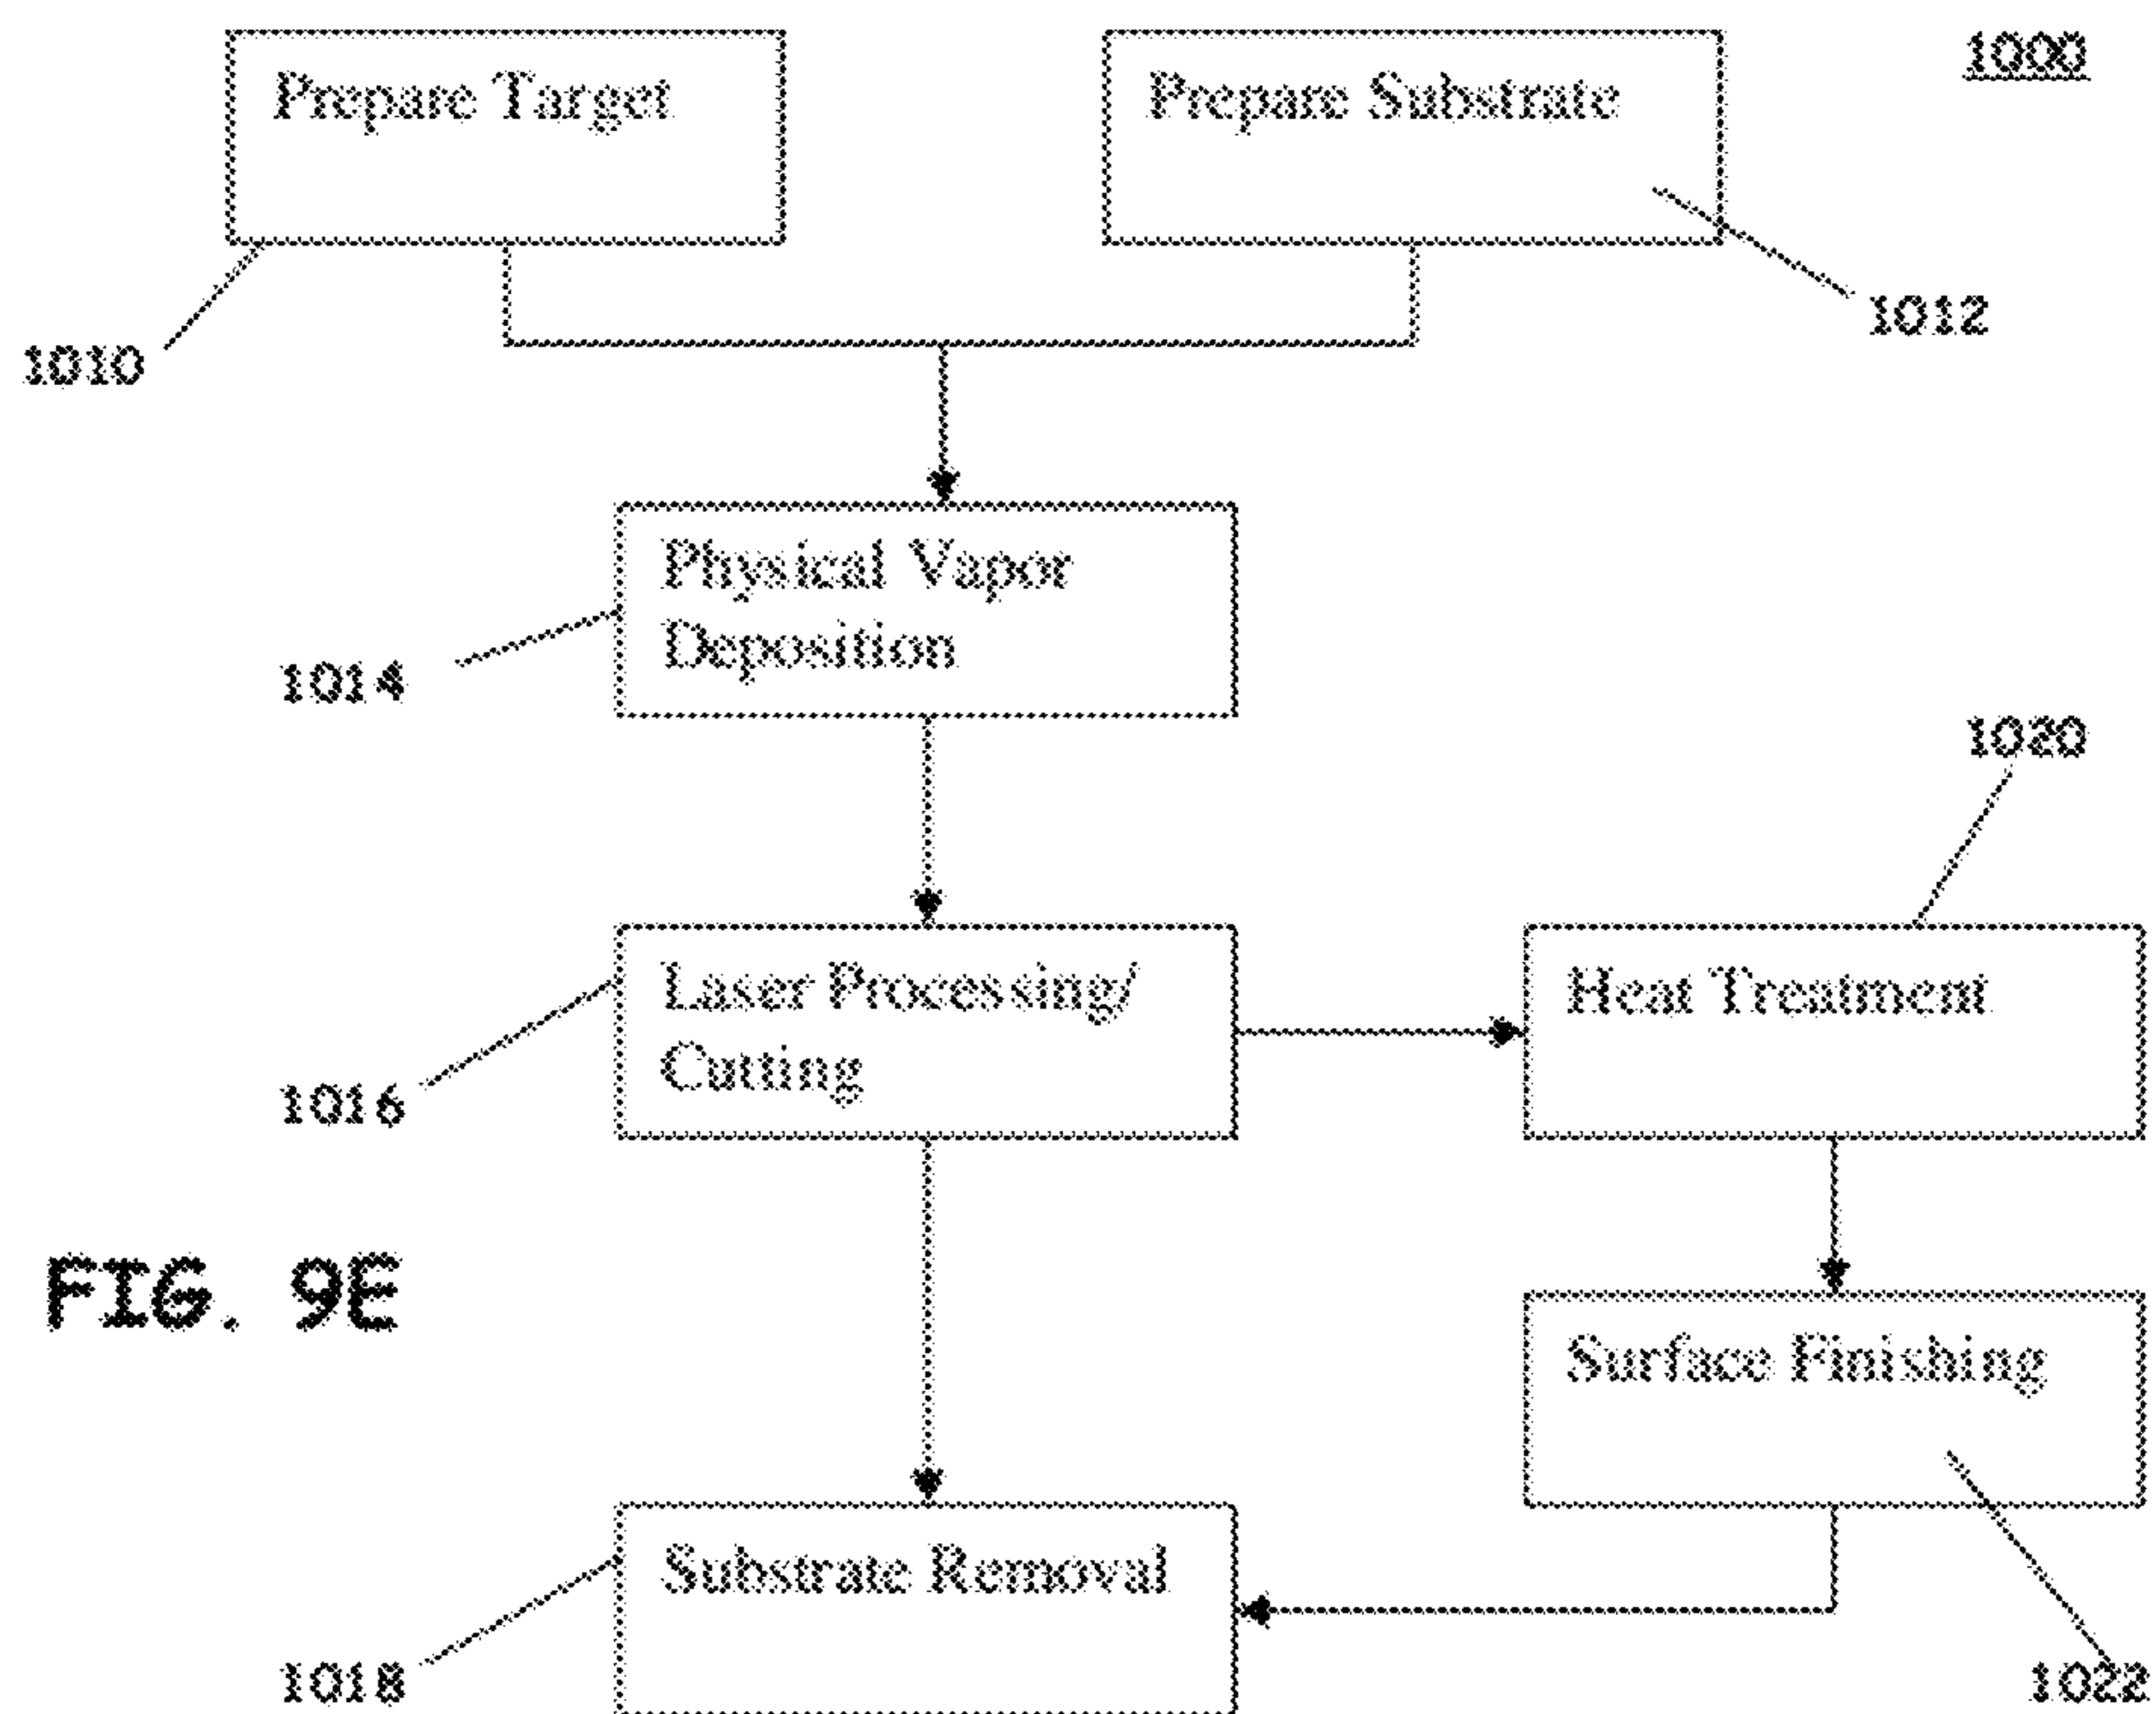 Prepare Target
Prepare Substrate
1000
1010
1012
Physical Vapor
Deposition
1014
1020
Laser Processing/
Cutting
Heat Treatment
1016
FIG. 9E
Surface Finishing
Substrate Removal
1018
1022